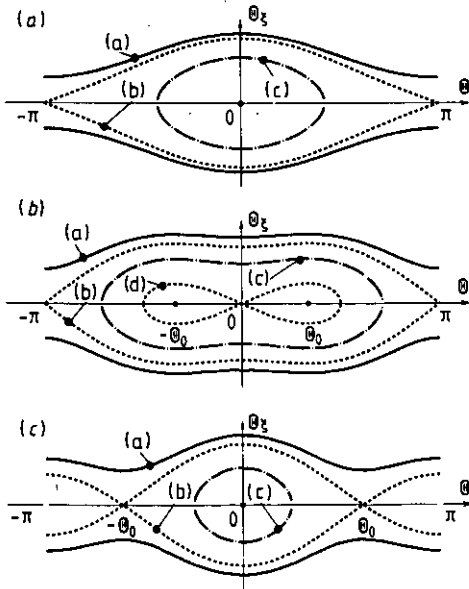 (a) Θξ
(a)
(c) Θ
(b)
-π 0 π
(b) Θξ
(a)
(c)
(b) (d) Θ
-π 0 π
-Θ₀ Θ₀
(c) Θξ
(a)
(b) (c) Θ
-π -Θ₀ 0 Θ₀ π